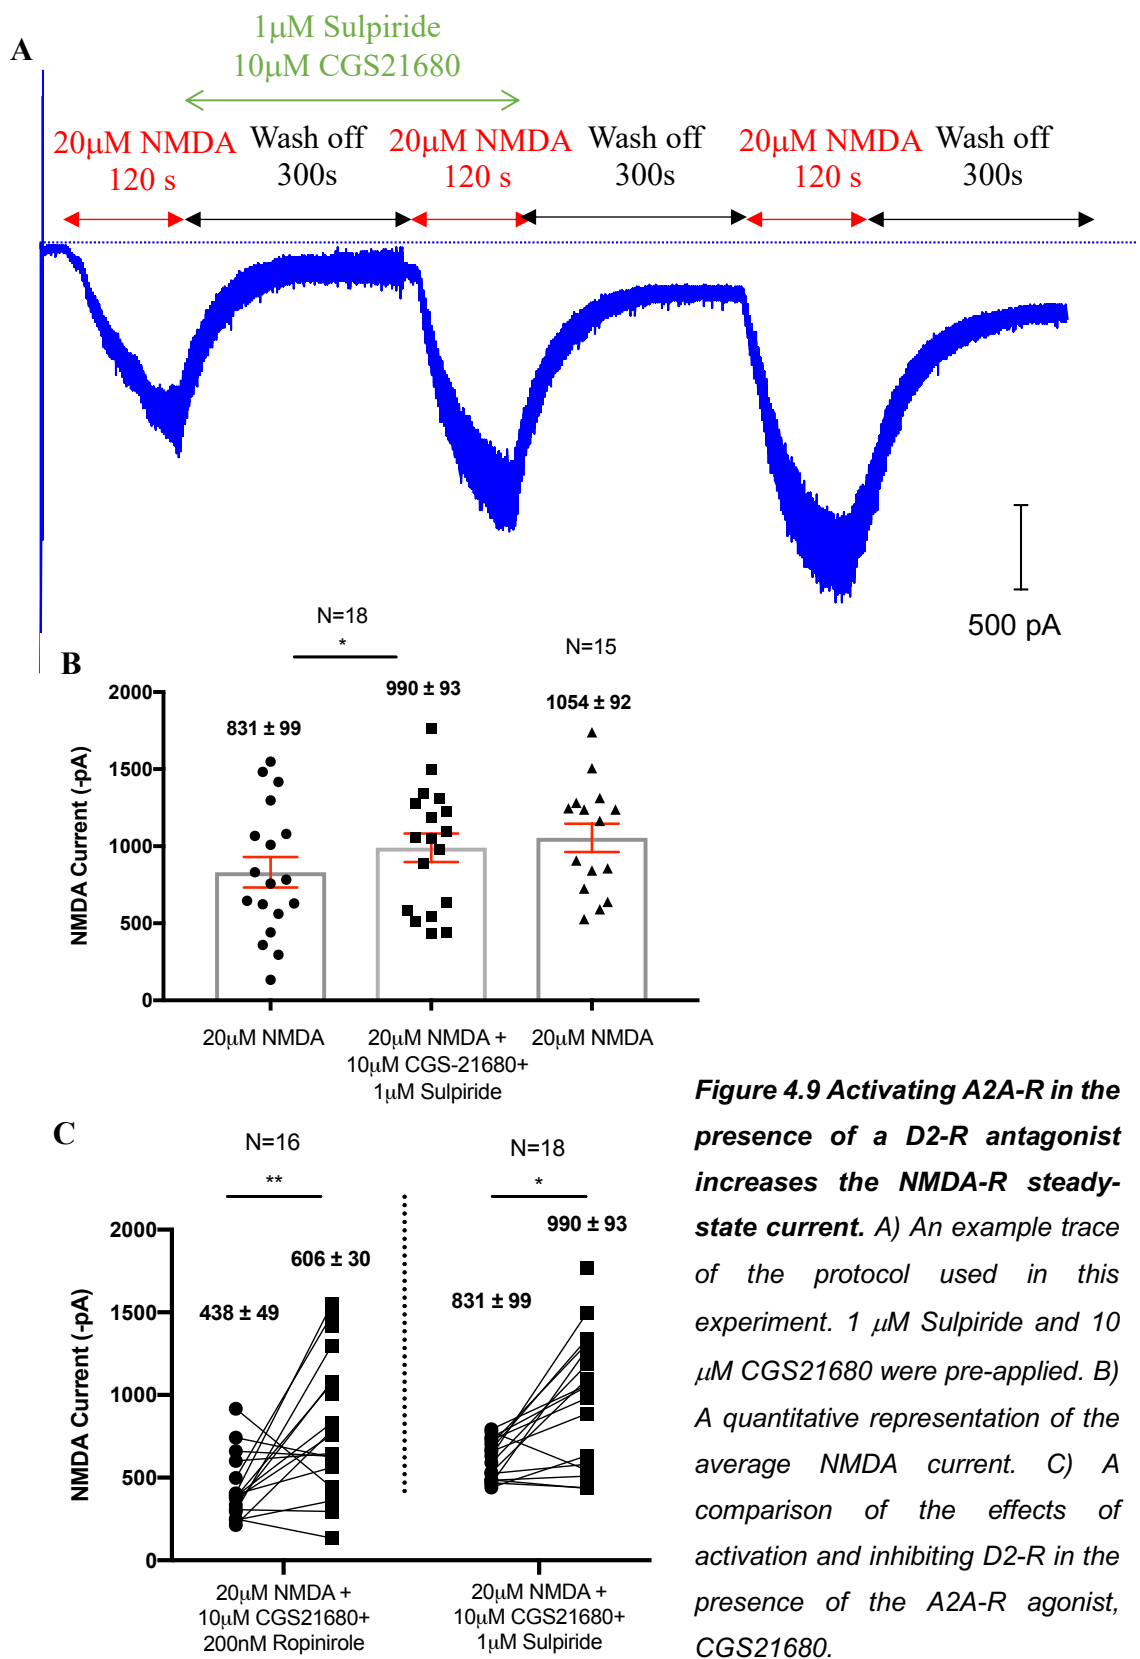 A
1μM Sulpiride
10μM CGS21680
20μM NMDA
120 s
Wash off
300s
20μM NMDA
120 s
Wash off
300s
20μM NMDA
120 s
Wash off
300s
500 pA
B
N=18
*
N=15
831 ± 99
990 ± 93
1054 ± 92
NMDA Current (-pA)
2000
1500
1000
500
0
20μM NMDA
20μM NMDA +
10μM CGS-21680+
1μM Sulpiride
20μM NMDA
C
N=16
**
N=18
*
438 ± 49
606 ± 30
831 ± 99
990 ± 93
NMDA Current (-pA)
2000
1500
1000
500
0
20μM NMDA +
10μM CGS21680+
200nM Ropinirole
20μM NMDA +
10μM CGS21680+
1μM Sulpiride
Figure 4.9 Activating A2A-R in the
presence of a D2-R antagonist
increases the NMDA-R steady-
state current. A) An example trace
of the protocol used in this
experiment. 1 μM Sulpiride and 10
μM CGS21680 were pre-applied. B)
A quantitative representation of the
average NMDA current. C) A
comparison of the effects of
activation and inhibiting D2-R in the
presence of the A2A-R agonist,
CGS21680.